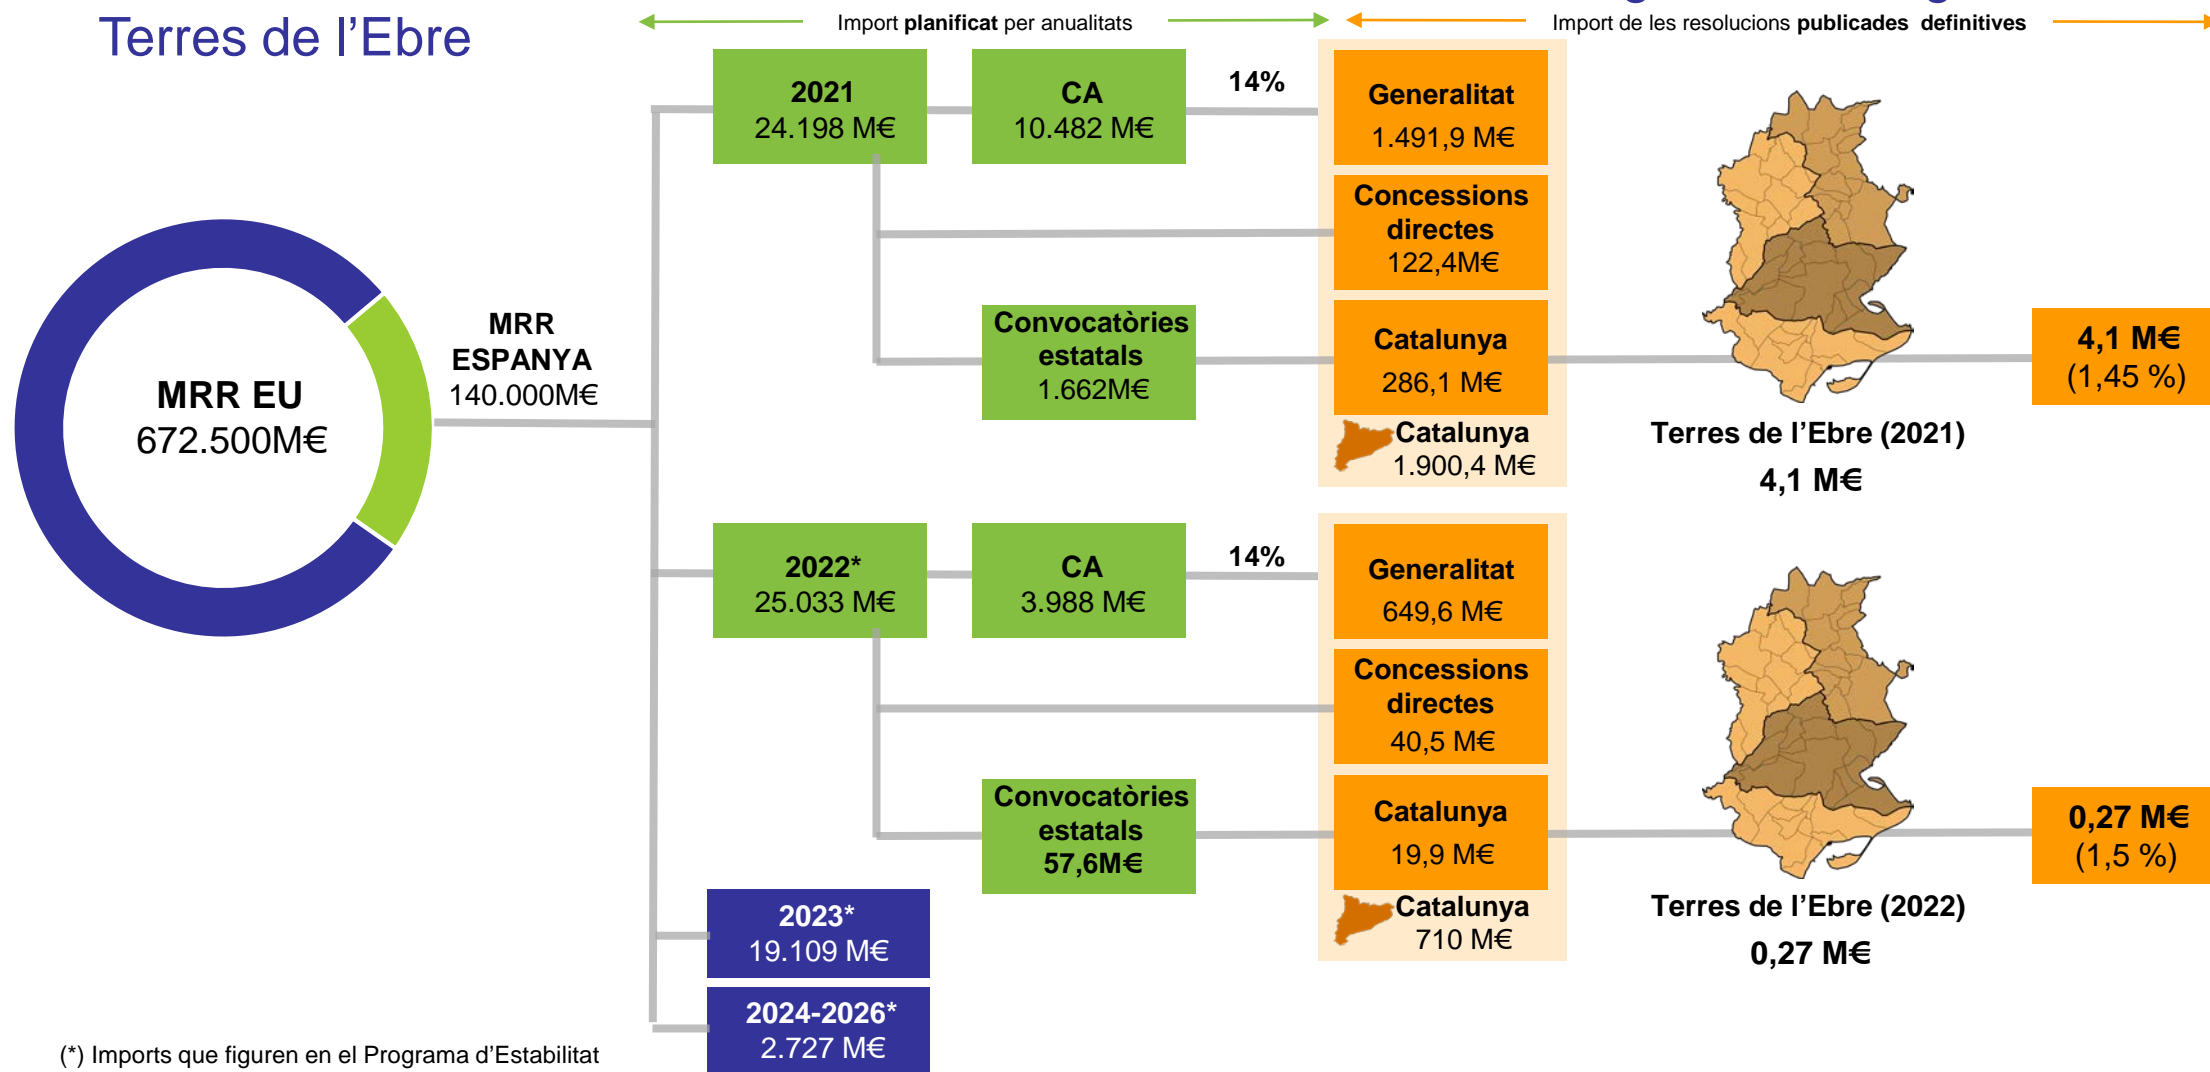 Terres de l'Ebre
Import planificat per anualitats
Import de les resolucions publicades definitives
MRR EU
672.500M€
MRR
ESPANYA
140.000M€
2021
24.198 M€
CA
10.482 M€
14%
Generalitat
1.491,9 M€
Concessions
directes
122,4M€
Convocatòries
estatals
1.662M€
Catalunya
286,1 M€
Catalunya
1.900,4 M€
Terres de l'Ebre (2021)
4,1 M€
4,1 M€
(1,45 %)
2022*
25.033 M€
CA
3.988 M€
14%
Generalitat
649,6 M€
Concessions
directes
40,5 M€
Convocatòries
estatals
57,6M€
Catalunya
19,9 M€
Catalunya
710 M€
Terres de l'Ebre (2022)
0,27 M€
0,27 M€
(1,5 %)
2023*
19.109 M€
2024-2026*
2.727 M€
(*) Imports que figuren en el Programa d'Estabilitat